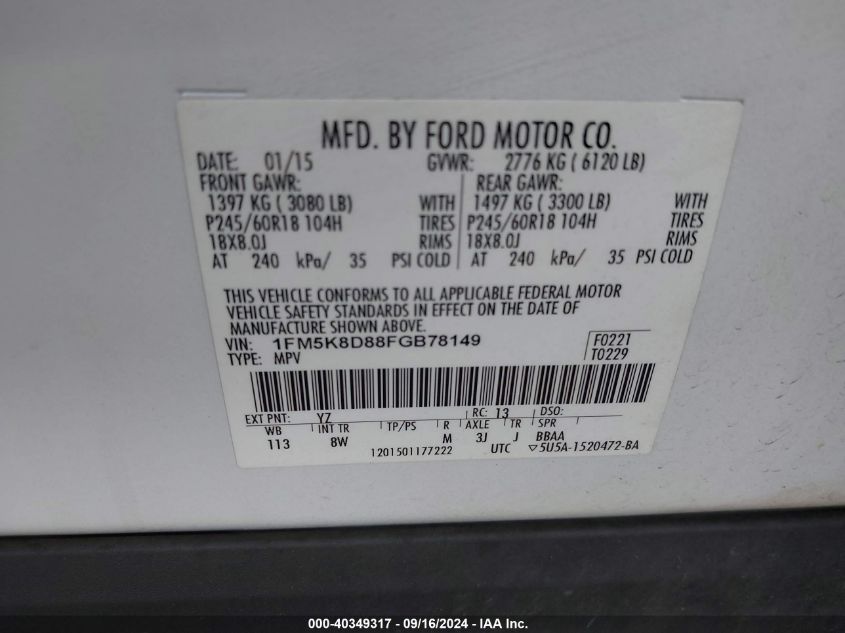 MFD. BY FORD MOTOR CO.
DATE: 01/15 GVWR: 2776 KG ( 6120 LB)
FRONT GAWR: REAR GAWR:
1397 KG ( 3080 LB) WITH 1497 KG ( 3300 LB) WITH
P245/60R18 104H TIRES P245/60R18 104H TIRES
18X8.0J RIMS 18X8.0J RIMS
AT 240 kPa/ 35 PSI COLD AT 240 kPa/ 35 PSI COLD
THIS VEHICLE CONFORMS TO ALL APPLICABLE FEDERAL MOTOR
VEHICLE SAFETY STANDARDS IN EFFECT ON THE DATE OF
MANUFACTURE SHOWN ABOVE.
VIN: 1FM5K8D88FGB78149 F0221
TYPE: MPV T0229
EXT PNT: YZ RC: 13 DSO:
WB INT TR TP/PS R AXLE TR SPR
113 8W M 3J J BBAA
1201501177222 UTC ▽5U5A-1520472-BA
000-40349317 - 09/16/2024 - IAA Inc.